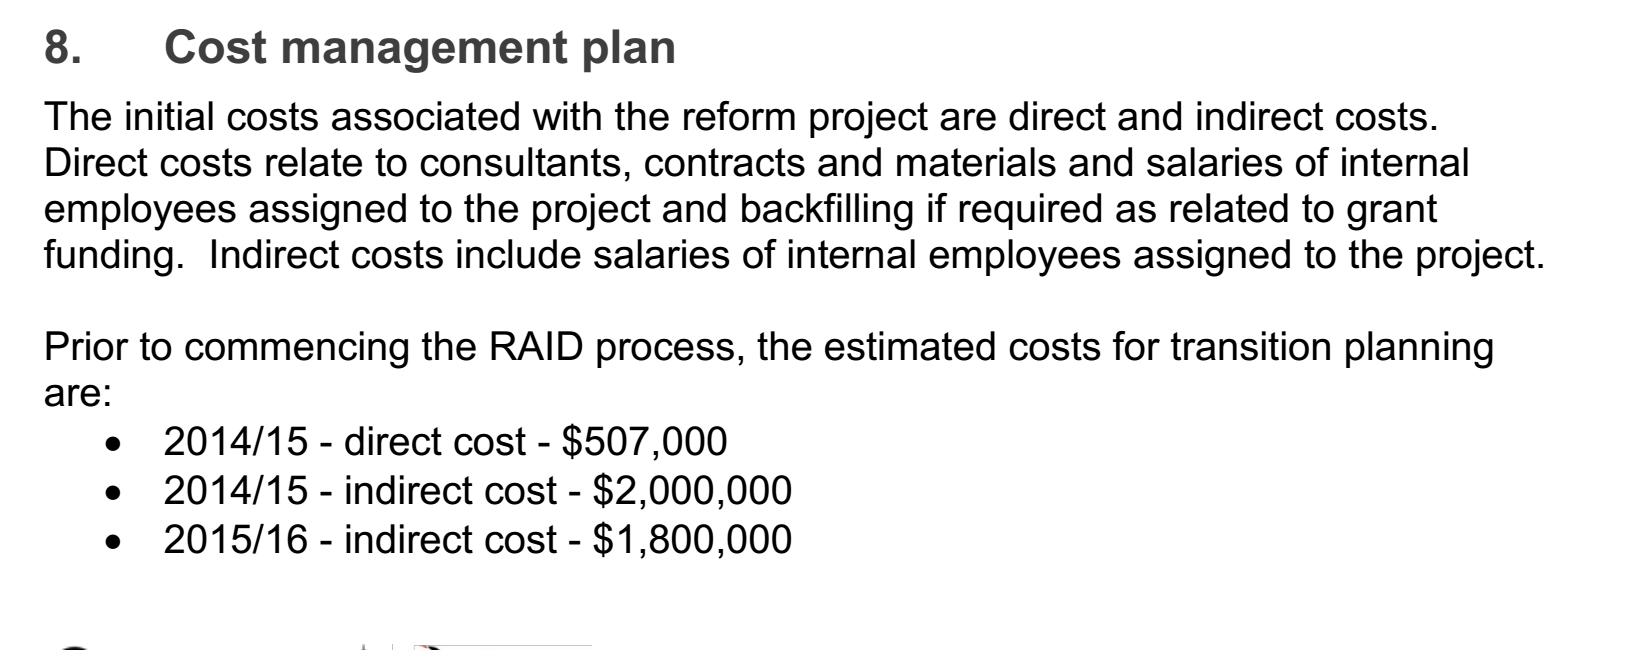 8. Cost management plan
The initial costs associated with the reform project are direct and indirect costs.
Direct costs relate to consultants, contracts and materials and salaries of internal
employees assigned to the project and backfilling if required as related to grant
funding.  Indirect costs include salaries of internal employees assigned to the project.
Prior to commencing the RAID process, the estimated costs for transition planning
are:
• 2014/15 - direct cost - $507,000
• 2014/15 - indirect cost - $2,000,000
• 2015/16 - indirect cost - $1,800,000